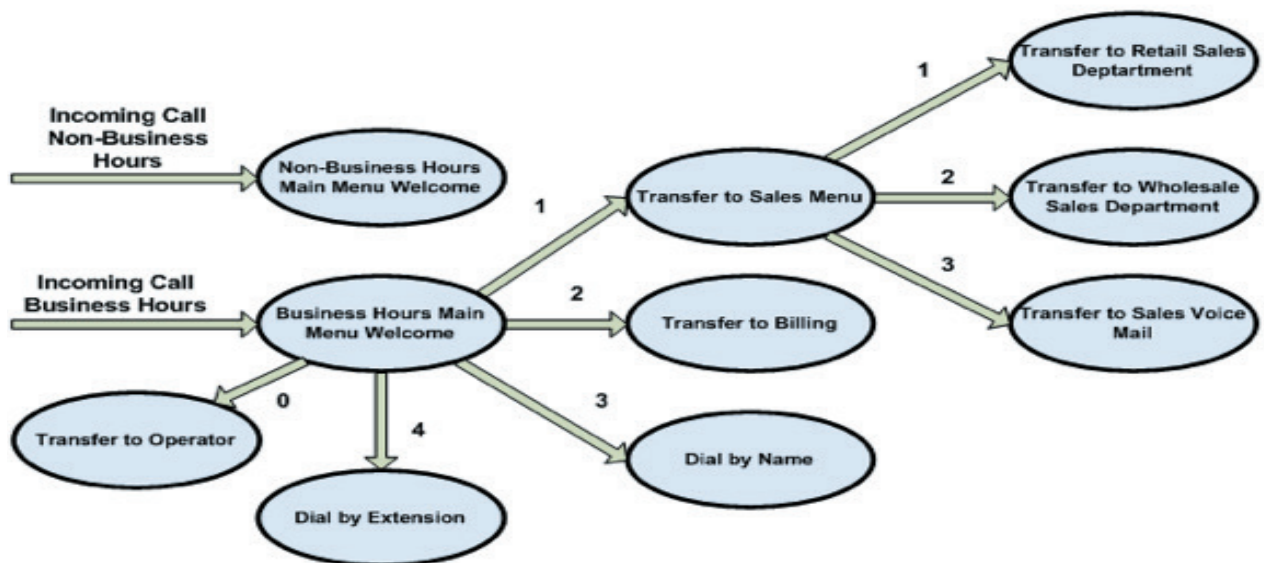 Incoming Call
Non-Business
Hours
Non-Business Hours
Main Menu Welcome
Incoming Call
Business Hours
Business Hours Main
Menu Welcome
0
Transfer to Operator
4
Dial by Extension
3
Dial by Name
2
Transfer to Billing
1
Transfer to Sales Menu
1
Transfer to Retail Sales
Deptartment
2
Transfer to Wholesale
Sales Department
3
Transfer to Sales Voice
Mail